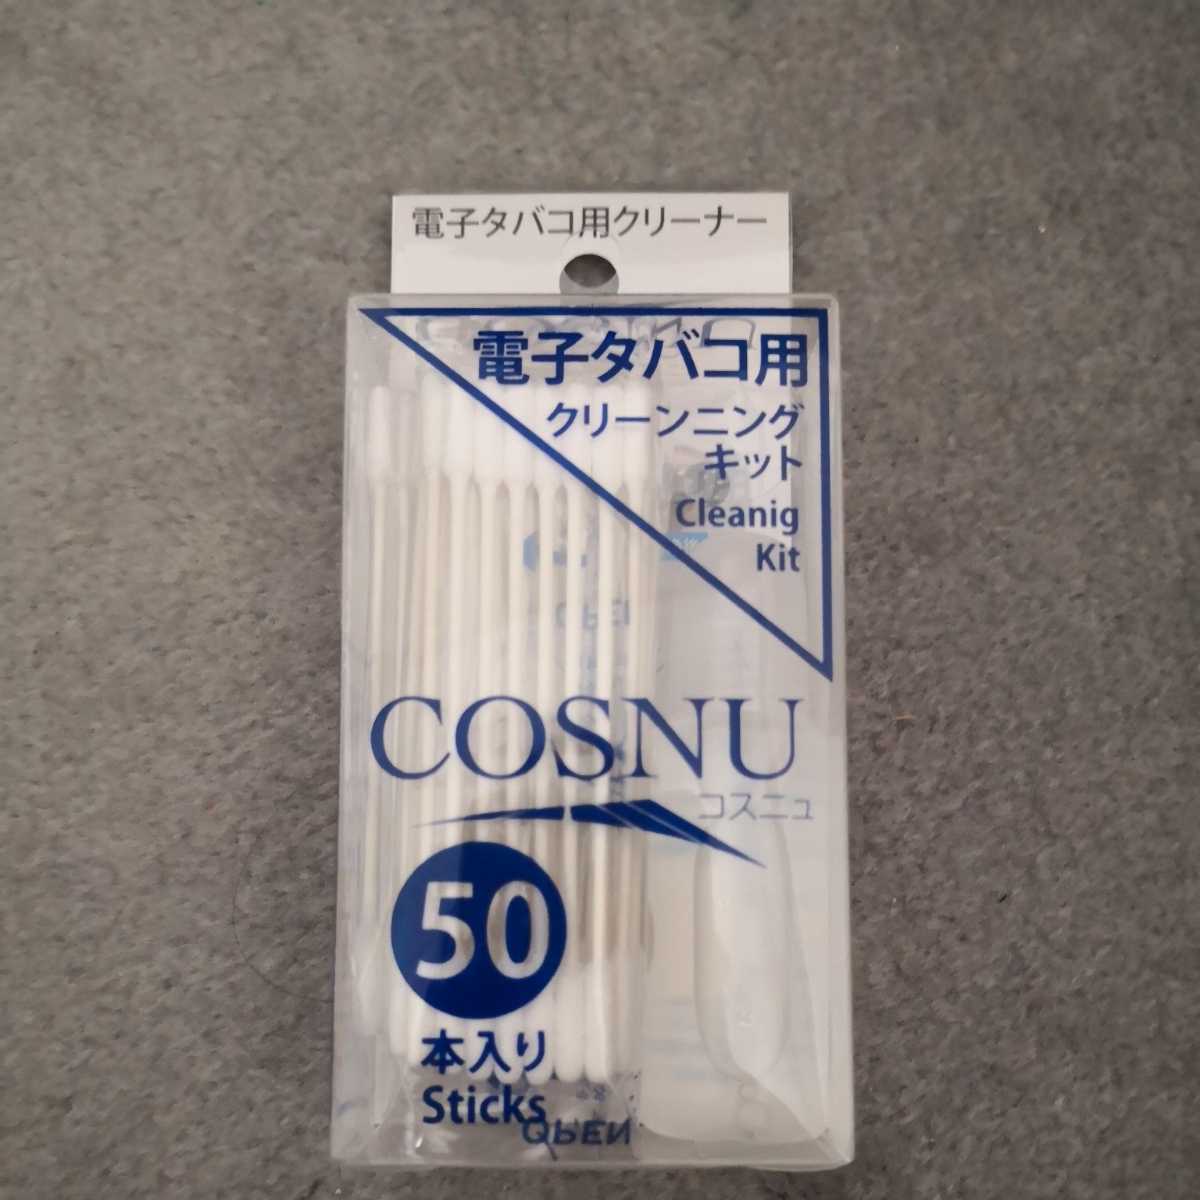 電子タバコ用クリーナー
電子タバコ用
クリーンニング
キット
Cleanig
Kit
COSNU
コスニュ
50
本入り
Sticks
OPEN
OPEN